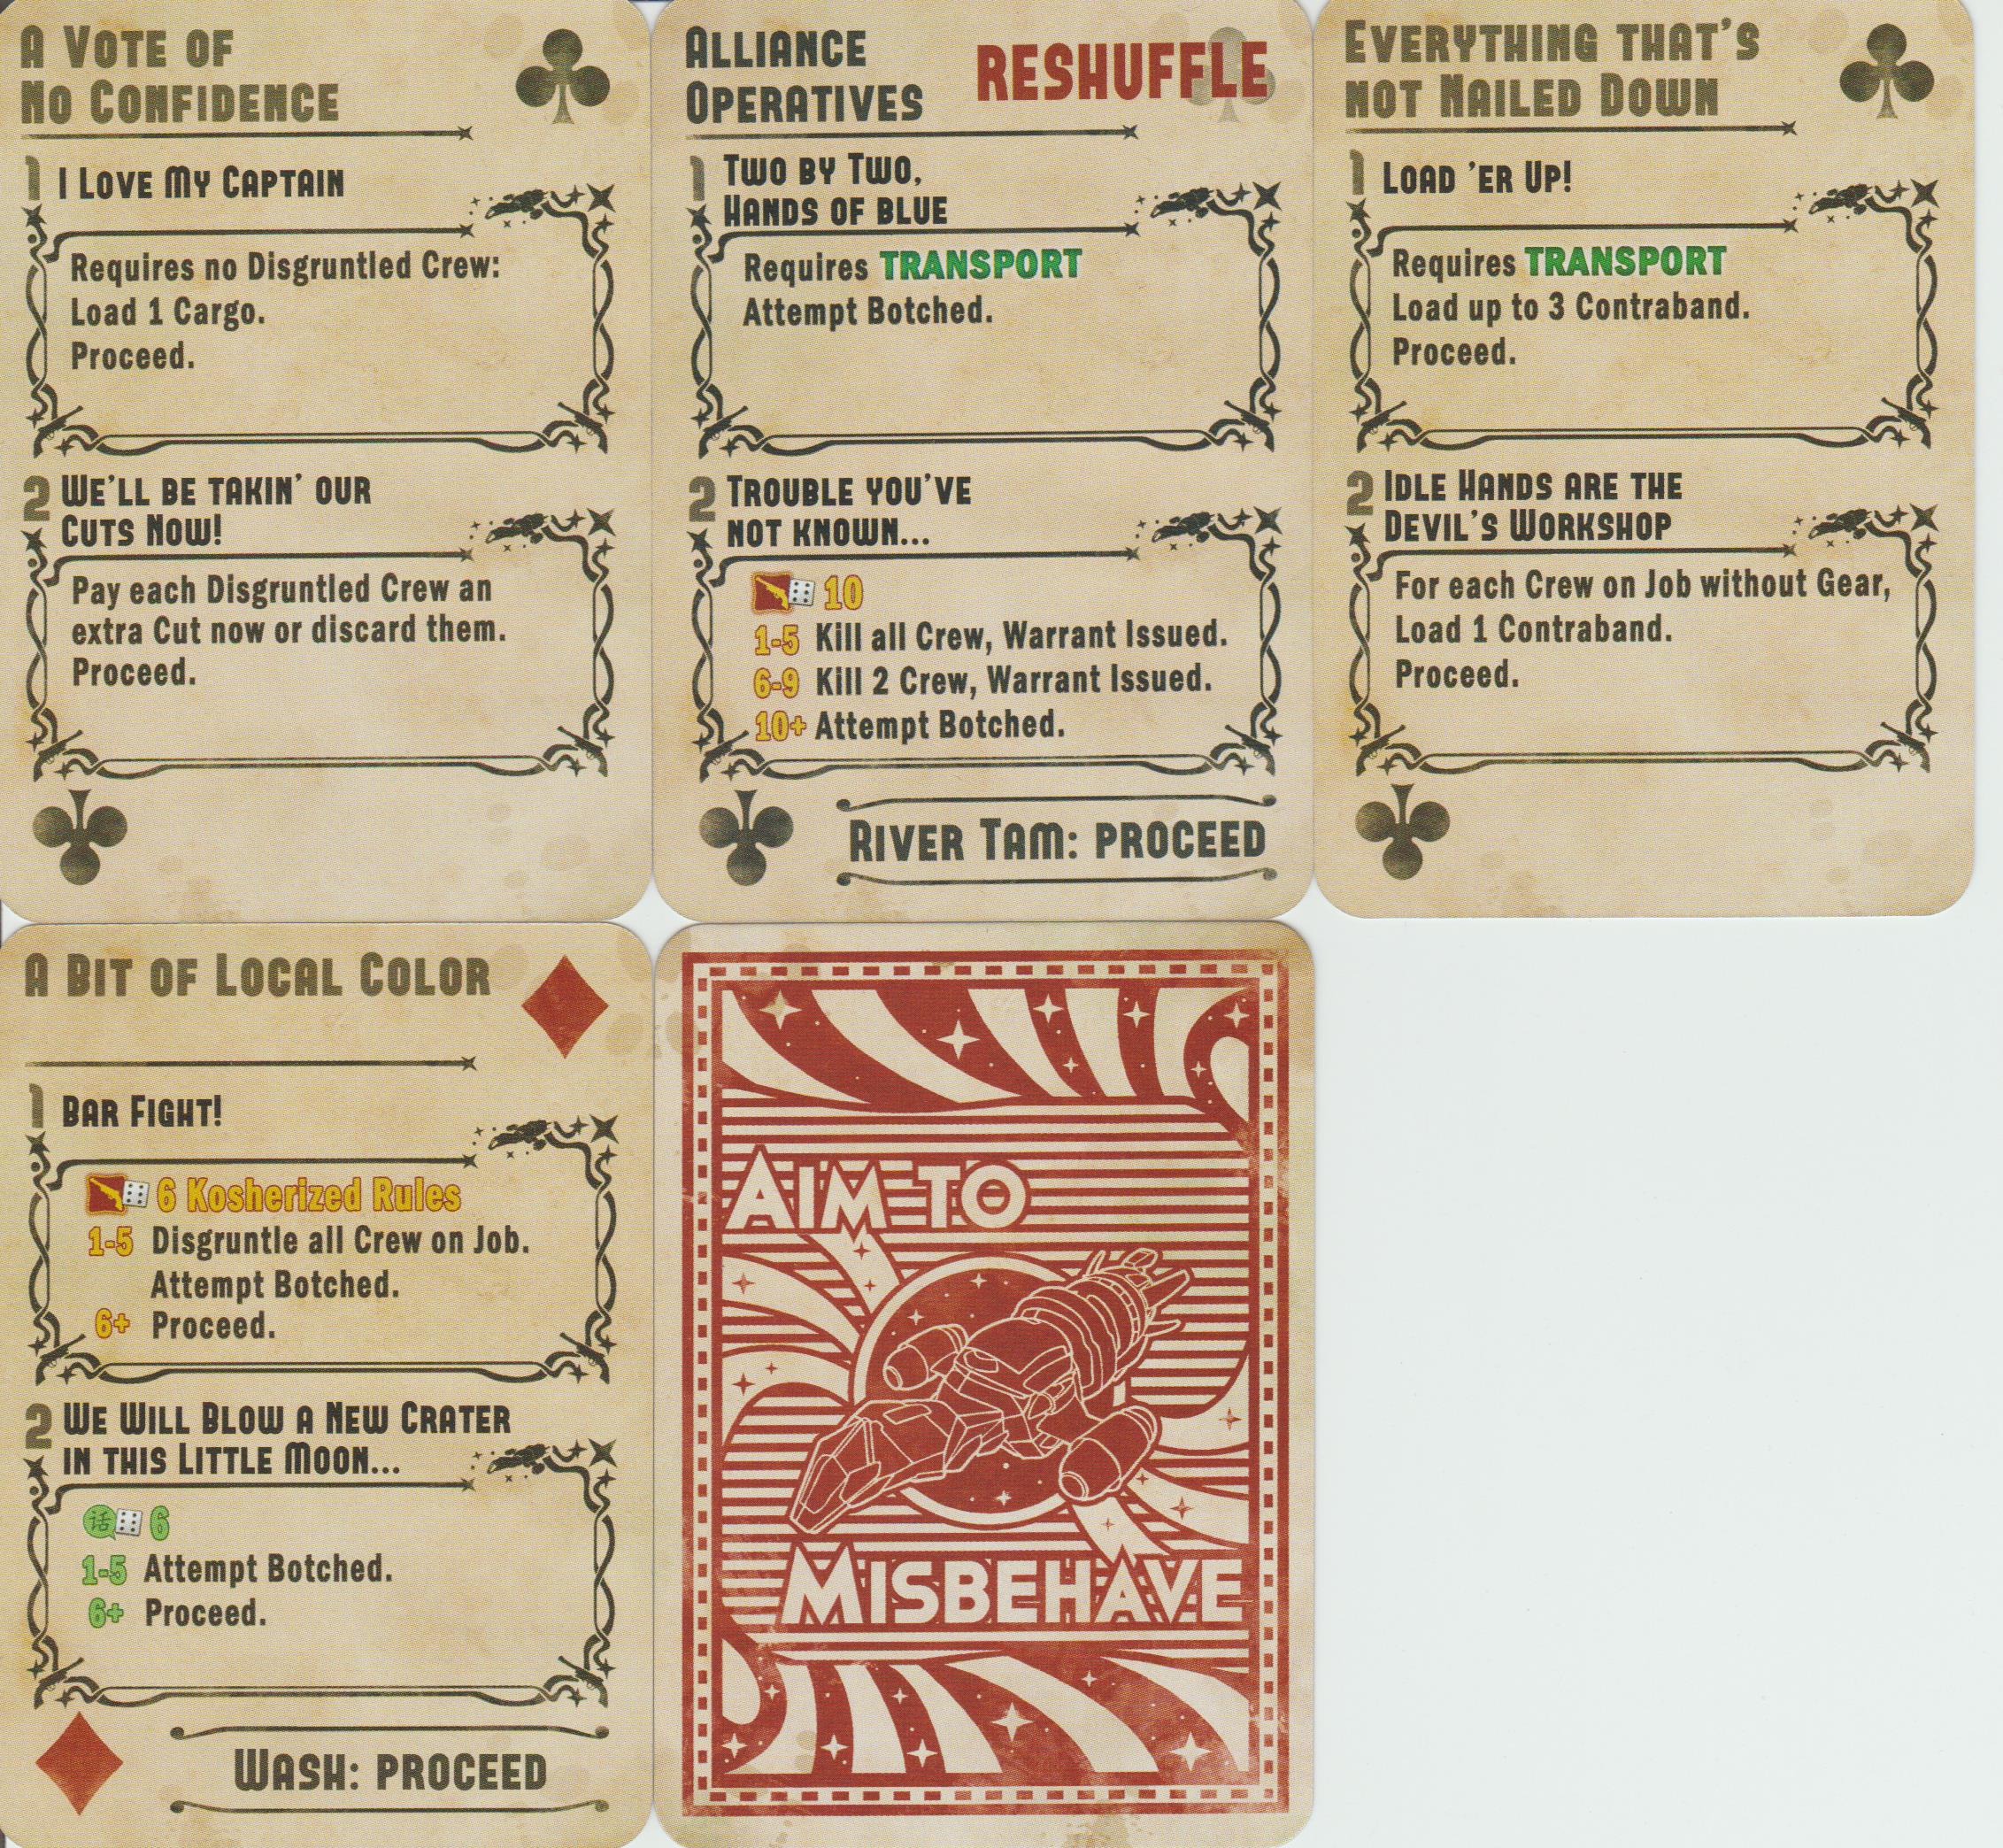 A Vote of
No Confidence
1 I Love My Captain
Requires no Disgruntled Crew:
Load 1 Cargo.
Proceed.
2 We'll be takin' our
Cuts Now!
Pay each Disgruntled Crew an
extra Cut now or discard them.
Proceed.
Alliance
Operatives
RESHUFFLE
1 Two by Two,
Hands of blue
Requires TRANSPORT
Attempt Botched.
2 Trouble you've
not known...
10
1-5 Kill all Crew, Warrant Issued.
6-9 Kill 2 Crew, Warrant Issued.
10+ Attempt Botched.
River Tam: Proceed
Everything that's
not Nailed Down
1 Load 'er Up!
Requires TRANSPORT
Load up to 3 Contraband.
Proceed.
2 Idle Hands are the
Devil's Workshop
For each Crew on Job without Gear,
Load 1 Contraband.
Proceed.
A Bit of Local Color
1 Bar Fight!
6 Kosherized Rules
1-5 Disgruntle all Crew on Job.
Attempt Botched.
6+ Proceed.
2 We Will Blow a New Crater
in this Little Moon...
话 6
1-5 Attempt Botched.
6+ Proceed.
Wash: Proceed
Aim to
Misbehave